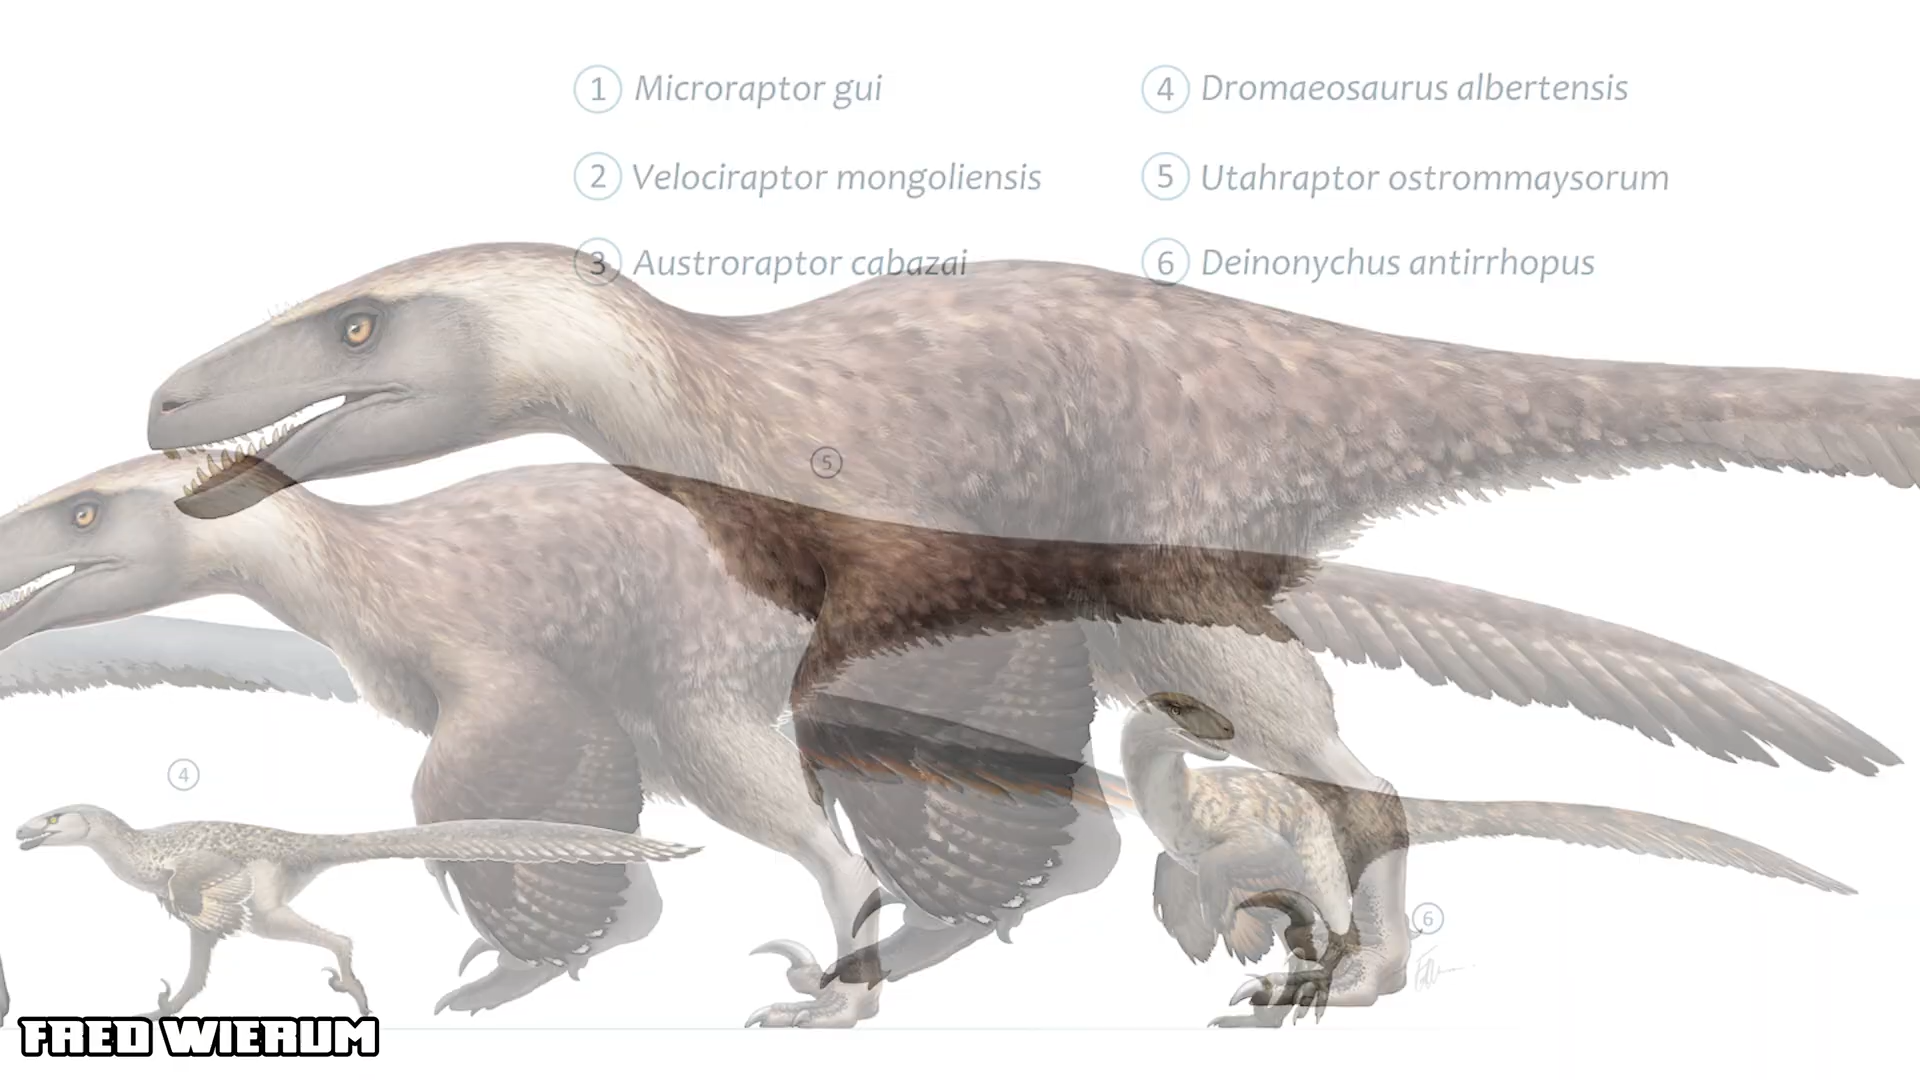 1 Microraptor gui
2 Velociraptor mongoliensis
3 Austroraptor cabazai
4 Dromaeosaurus albertensis
5 Utahraptor ostrommaysorum
6 Deinonychus antirrhopus
5
4
6
FRED WIERUM